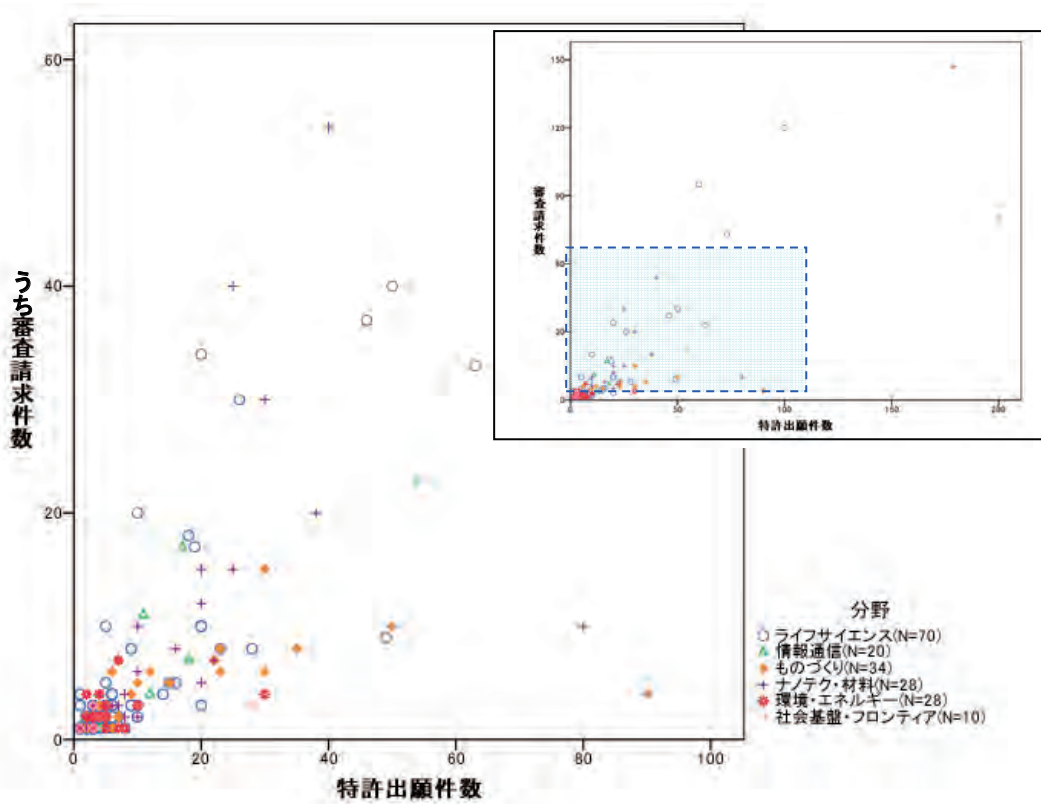 60
40
20
0
うち審査請求件数
0
20
40
60
80
100
特許出願件数
150
120
90
60
30
0
審査請求件数
0
50
100
150
200
特許出願件数
分野
ライフサイエンス(N=70)
情報通信(N=20)
ものづくり(N=34)
ナノテク・材料(N=28)
環境・エネルギー(N=28)
社会基盤・フロンティア(N=10)